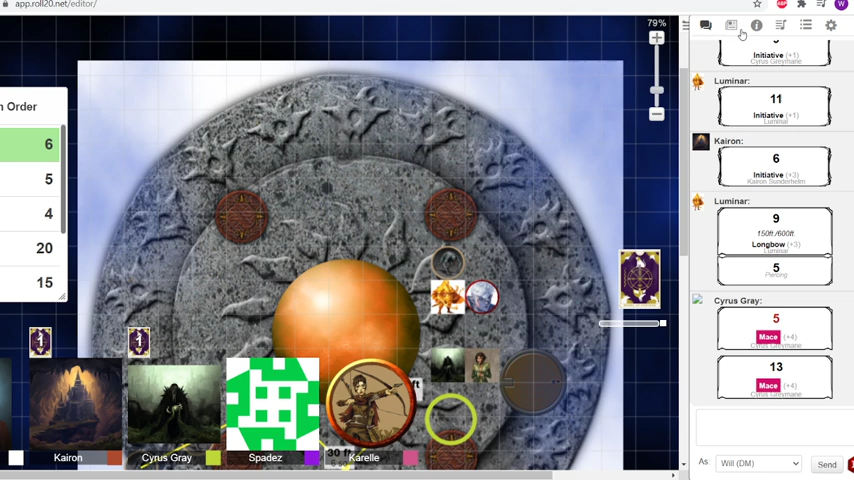 app.roll20.net/editor/
ABP
W
79%
n Order
6
5
4
20
15
Initiative (+1)
Cyrus Greymane
Luminar:
11
Initiative (+1)
Luminar
Kairon:
6
Initiative (+3)
Kairon Sunderhelm
Luminar:
9
150ft./600ft.
Longbow (+3)
Luminar
5
Piercing
Cyrus Gray:
5
Mace (+4)
Cyrus Greymane
13
Mace (+4)
Cyrus Greymane
1
1
ft
30 ft
Kairon
Cyrus Gray
Spadez
Karelle
As:
Will (DM)
Send